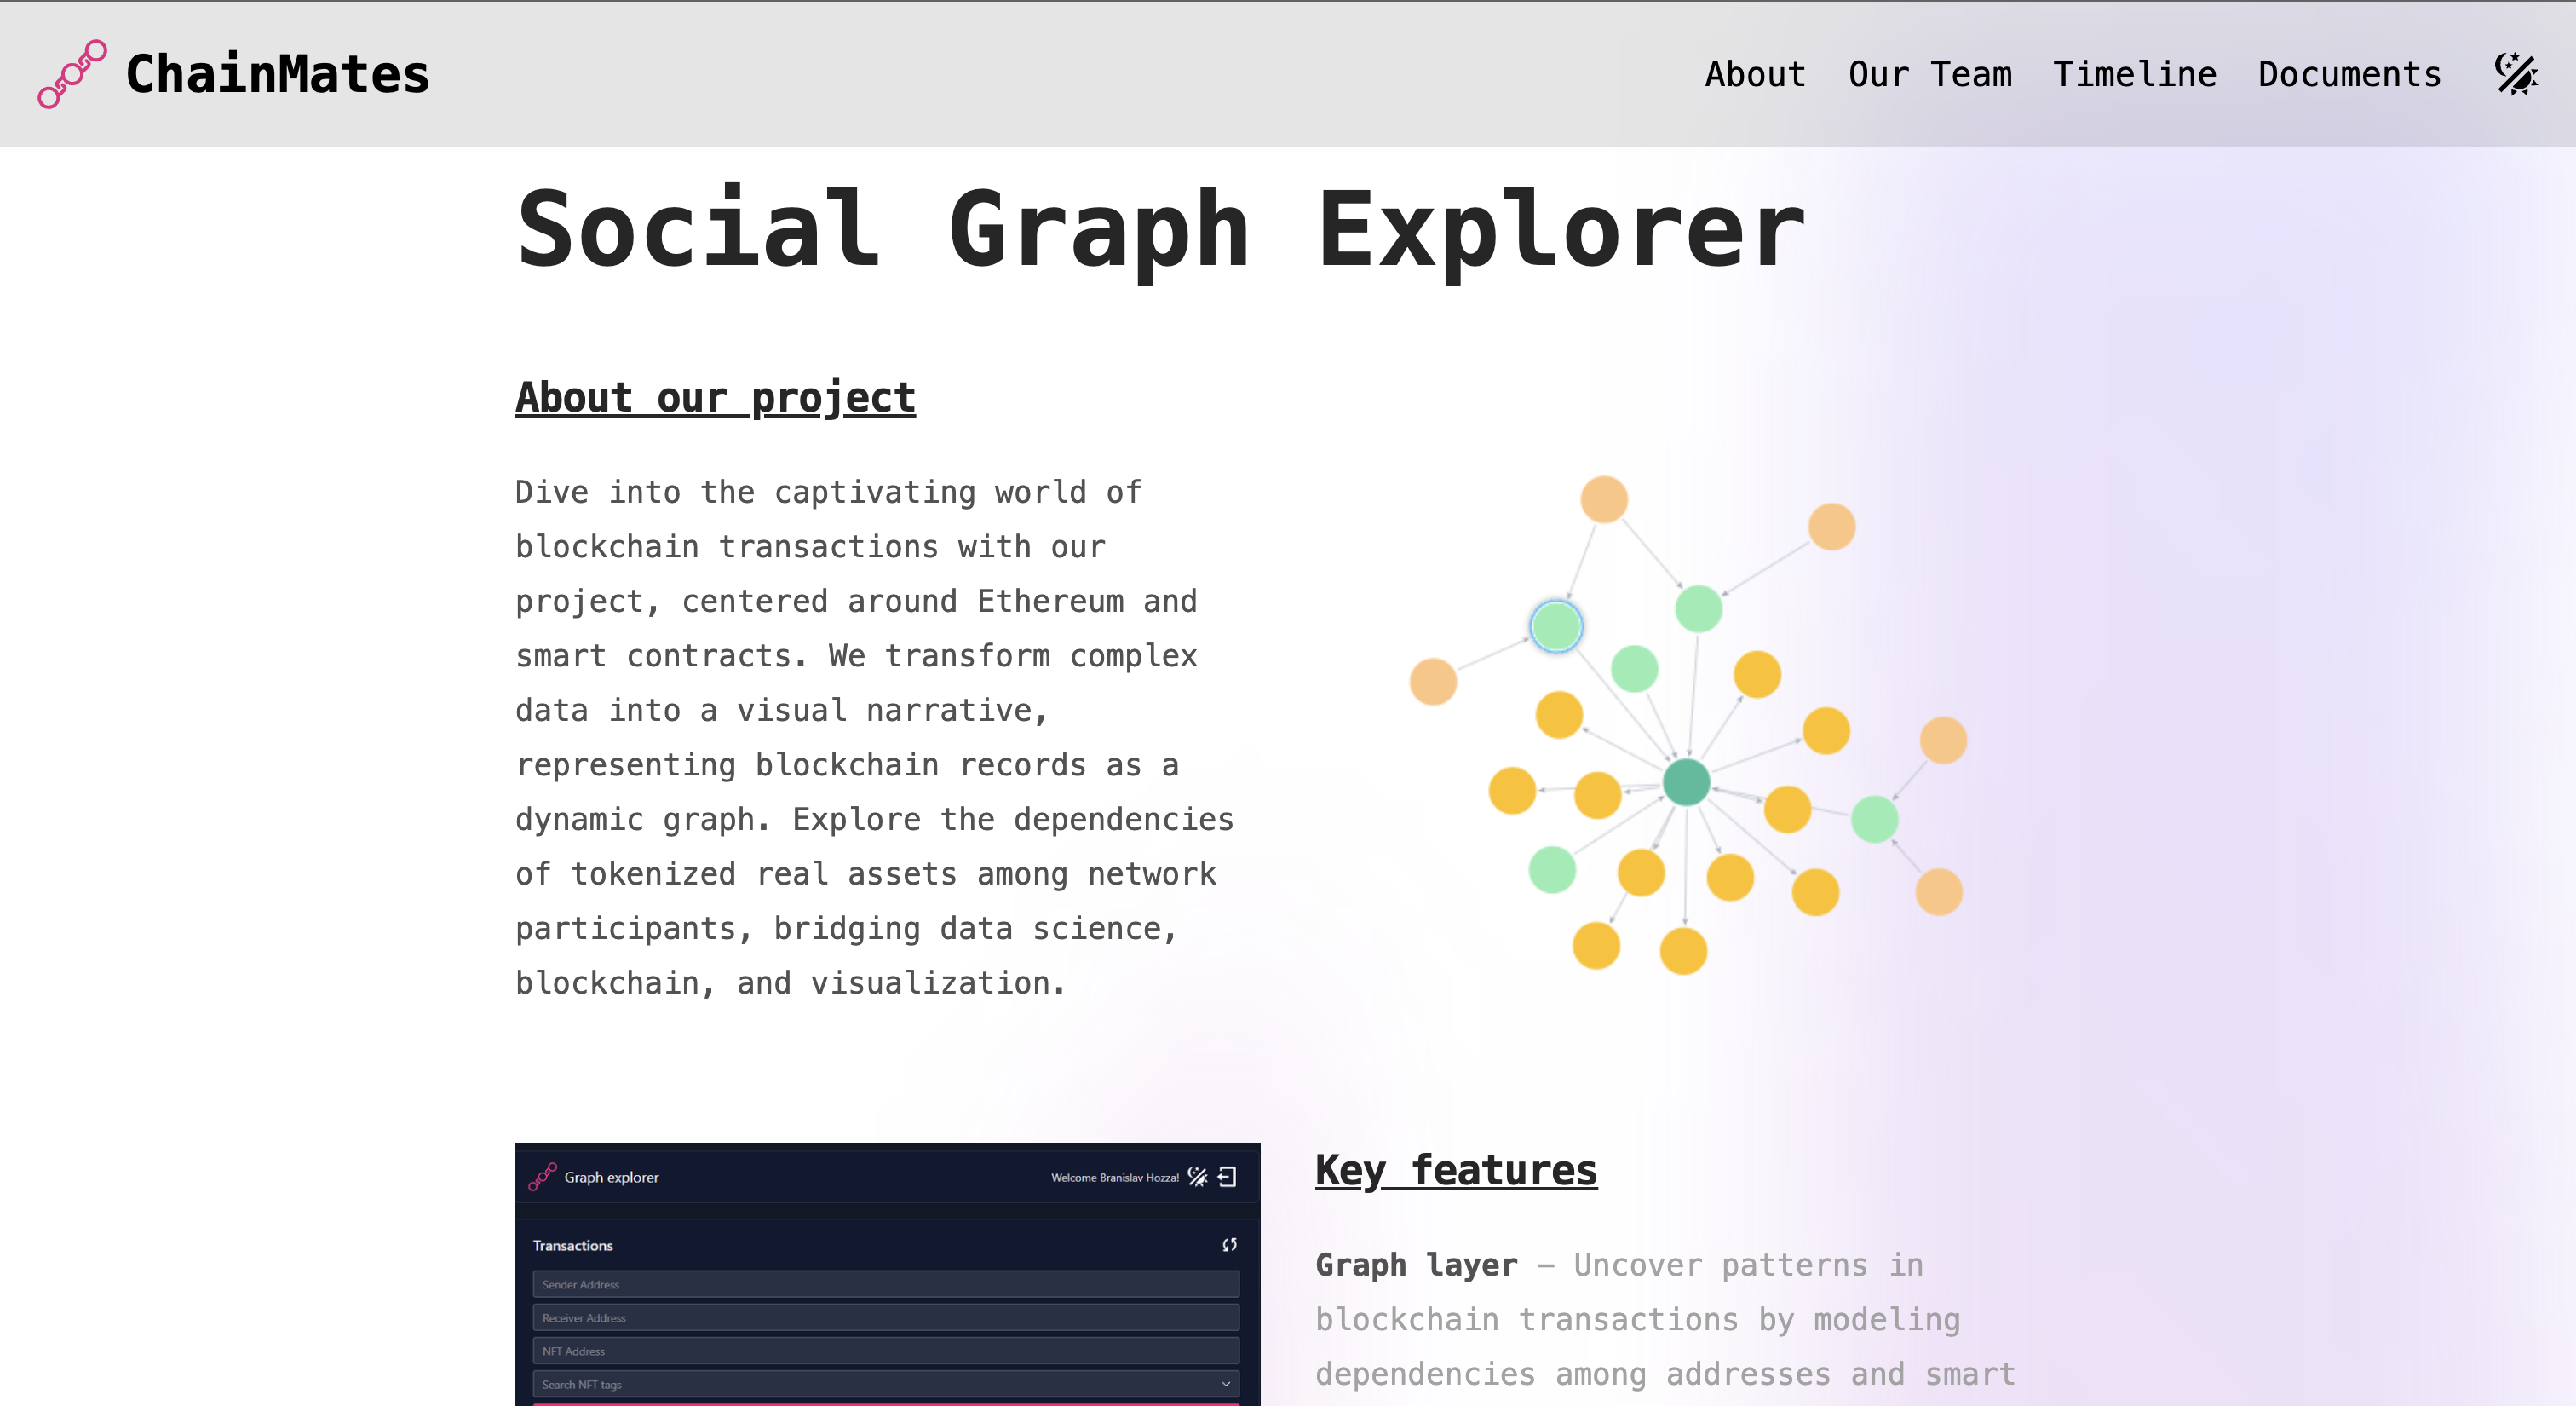 ChainMates
About Our Team Timeline Documents
Social Graph Explorer
About our project
Dive into the captivating world of
blockchain transactions with our
project, centered around Ethereum and
smart contracts. We transform complex
data into a visual narrative,
representing blockchain records as a
dynamic graph. Explore the dependencies
of tokenized real assets among network
participants, bridging data science,
blockchain, and visualization.
Graph explorer
Welcome Branislav Hozza!
Transactions
Sender Address
Receiver Address
NFT Address
Search NFT tags
Key features
Graph layer – Uncover patterns in
blockchain transactions by modeling
dependencies among addresses and smart